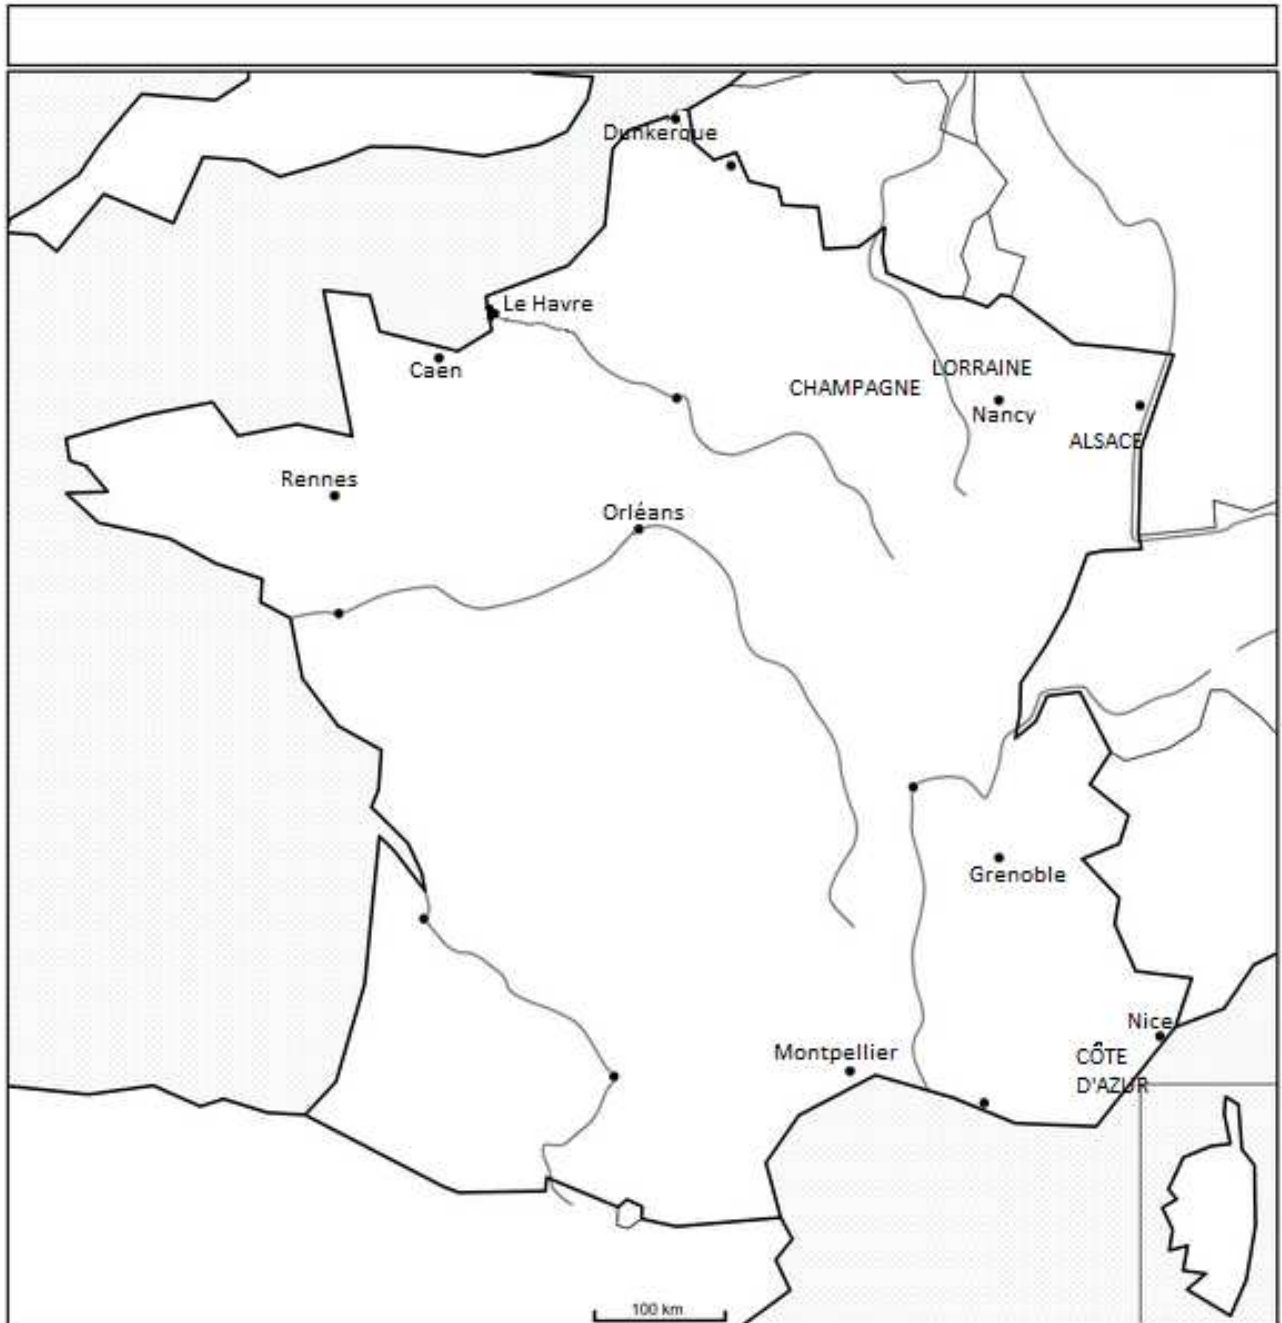 Dunkerque
Le Havre
Caen
LORRAINE
CHAMPAGNE
Nancy
ALSACE
Rennes
Orléans
Grenoble
Nice
Montpellier
CÔTE
D'AZUR
100 km